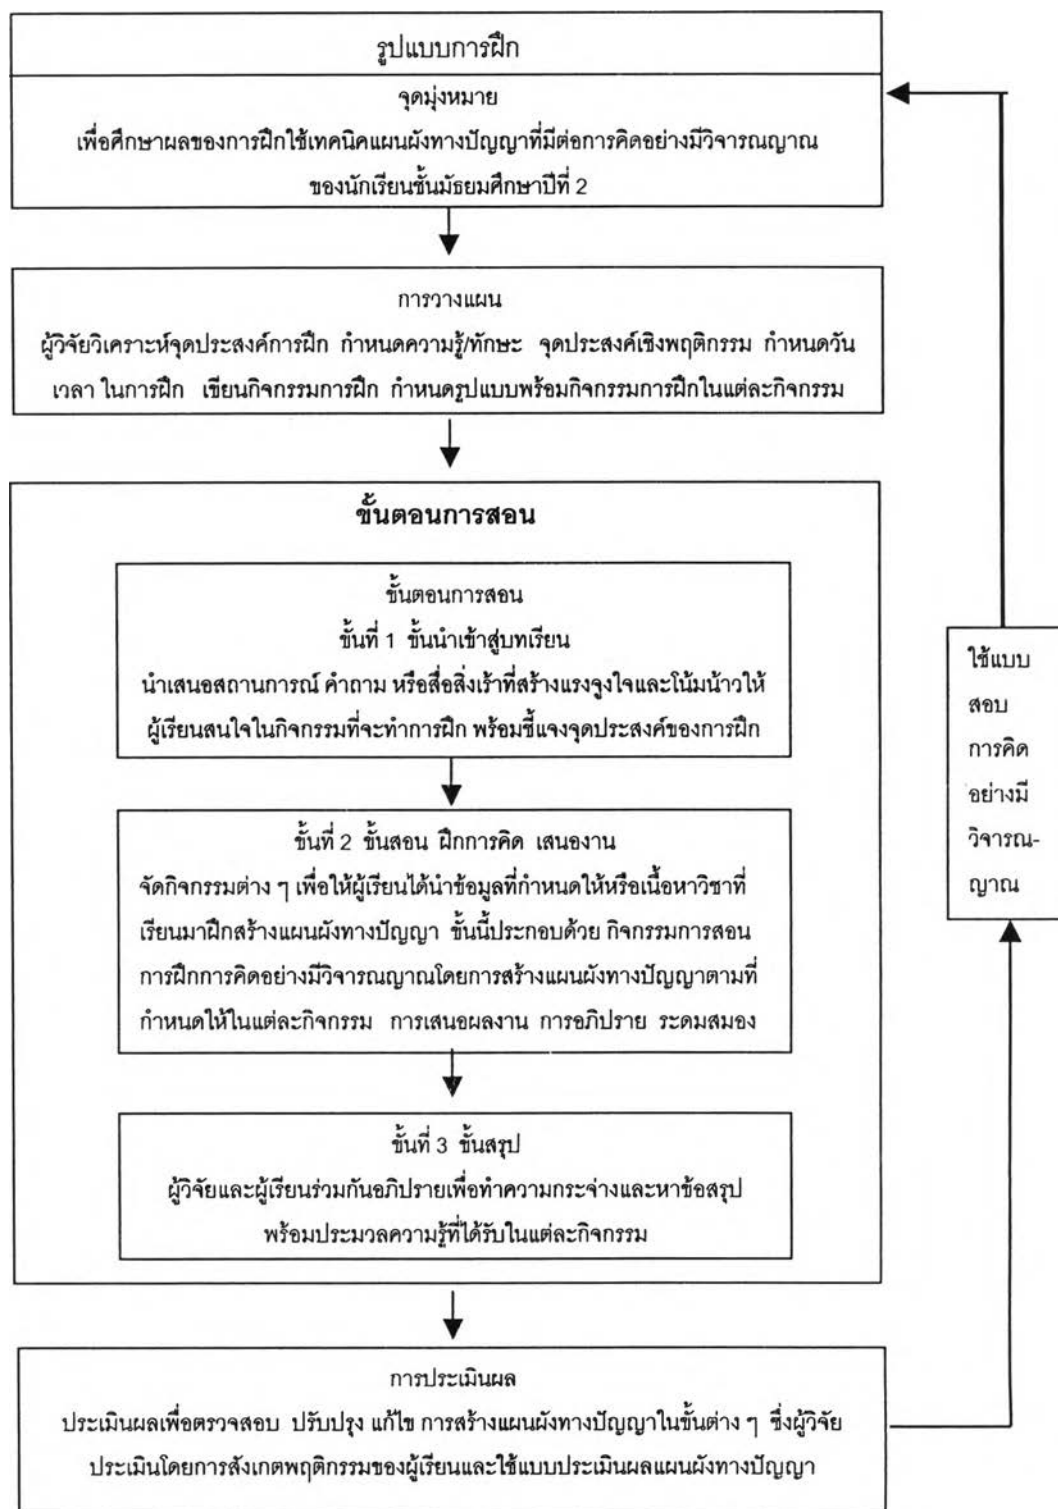 รูปแบบการฝึก
จุดมุ่งหมาย
เพื่อศึกษาผลของการฝึกใช้เทคนิคแผนผังทางปัญญาที่มีต่อการคิดอย่างมีวิจารณญาณ
ของนักเรียนชั้นมัธยมศึกษาปีที่ 2
การวางแผน
ผู้วิจัยวิเคราะห์จุดประสงค์การฝึก กำหนดความรู้/ทักษะ จุดประสงค์เชิงพฤติกรรม กำหนดวัน
เวลา ในการฝึก เขียนกิจกรรมการฝึก กำหนดรูปแบบพร้อมกิจกรรมการฝึกในแต่ละกิจกรรม
ขั้นตอนการสอน
ขั้นตอนการสอน
ขั้นที่ 1 ขั้นนำเข้าสู่บทเรียน
นำเสนอสถานการณ์ คำถาม หรือสื่อสิ่งเร้าที่สร้างแรงจูงใจและโน้มน้าวให้
ผู้เรียนสนใจในกิจกรรมที่จะทำการฝึก พร้อมชี้แจงจุดประสงค์ของการฝึก
ขั้นที่ 2 ขั้นสอน ฝึกการคิด เสนองาน
จัดกิจกรรมต่าง ๆ เพื่อให้ผู้เรียนได้นำข้อมูลที่กำหนดให้หรือเนื้อหาวิชาที่
เรียนมาฝึกสร้างแผนผังทางปัญญา ขั้นนี้ประกอบด้วย กิจกรรมการสอน
การฝึกการคิดอย่างมีวิจารณญาณโดยการสร้างแผนผังทางปัญญาตามที่
กำหนดให้ในแต่ละกิจกรรม การเสนอผลงาน การอภิปราย ระดมสมอง
ขั้นที่ 3 ขั้นสรุป
ผู้วิจัยและผู้เรียนร่วมกันอภิปรายเพื่อทำความกระจ่างและหาข้อสรุป
พร้อมประมวลความรู้ที่ได้รับในแต่ละกิจกรรม
การประเมินผล
ประเมินผลเพื่อตรวจสอบ ปรับปรุง แก้ไข การสร้างแผนผังทางปัญญาในขั้นต่าง ๆ ซึ่งผู้วิจัย
ประเมินโดยการสังเกตพฤติกรรมของผู้เรียนและใช้แบบประเมินผลแผนผังทางปัญญา
ใช้แบบ
สอบ
การคิด
อย่างมี
วิจารณ-
ญาณ